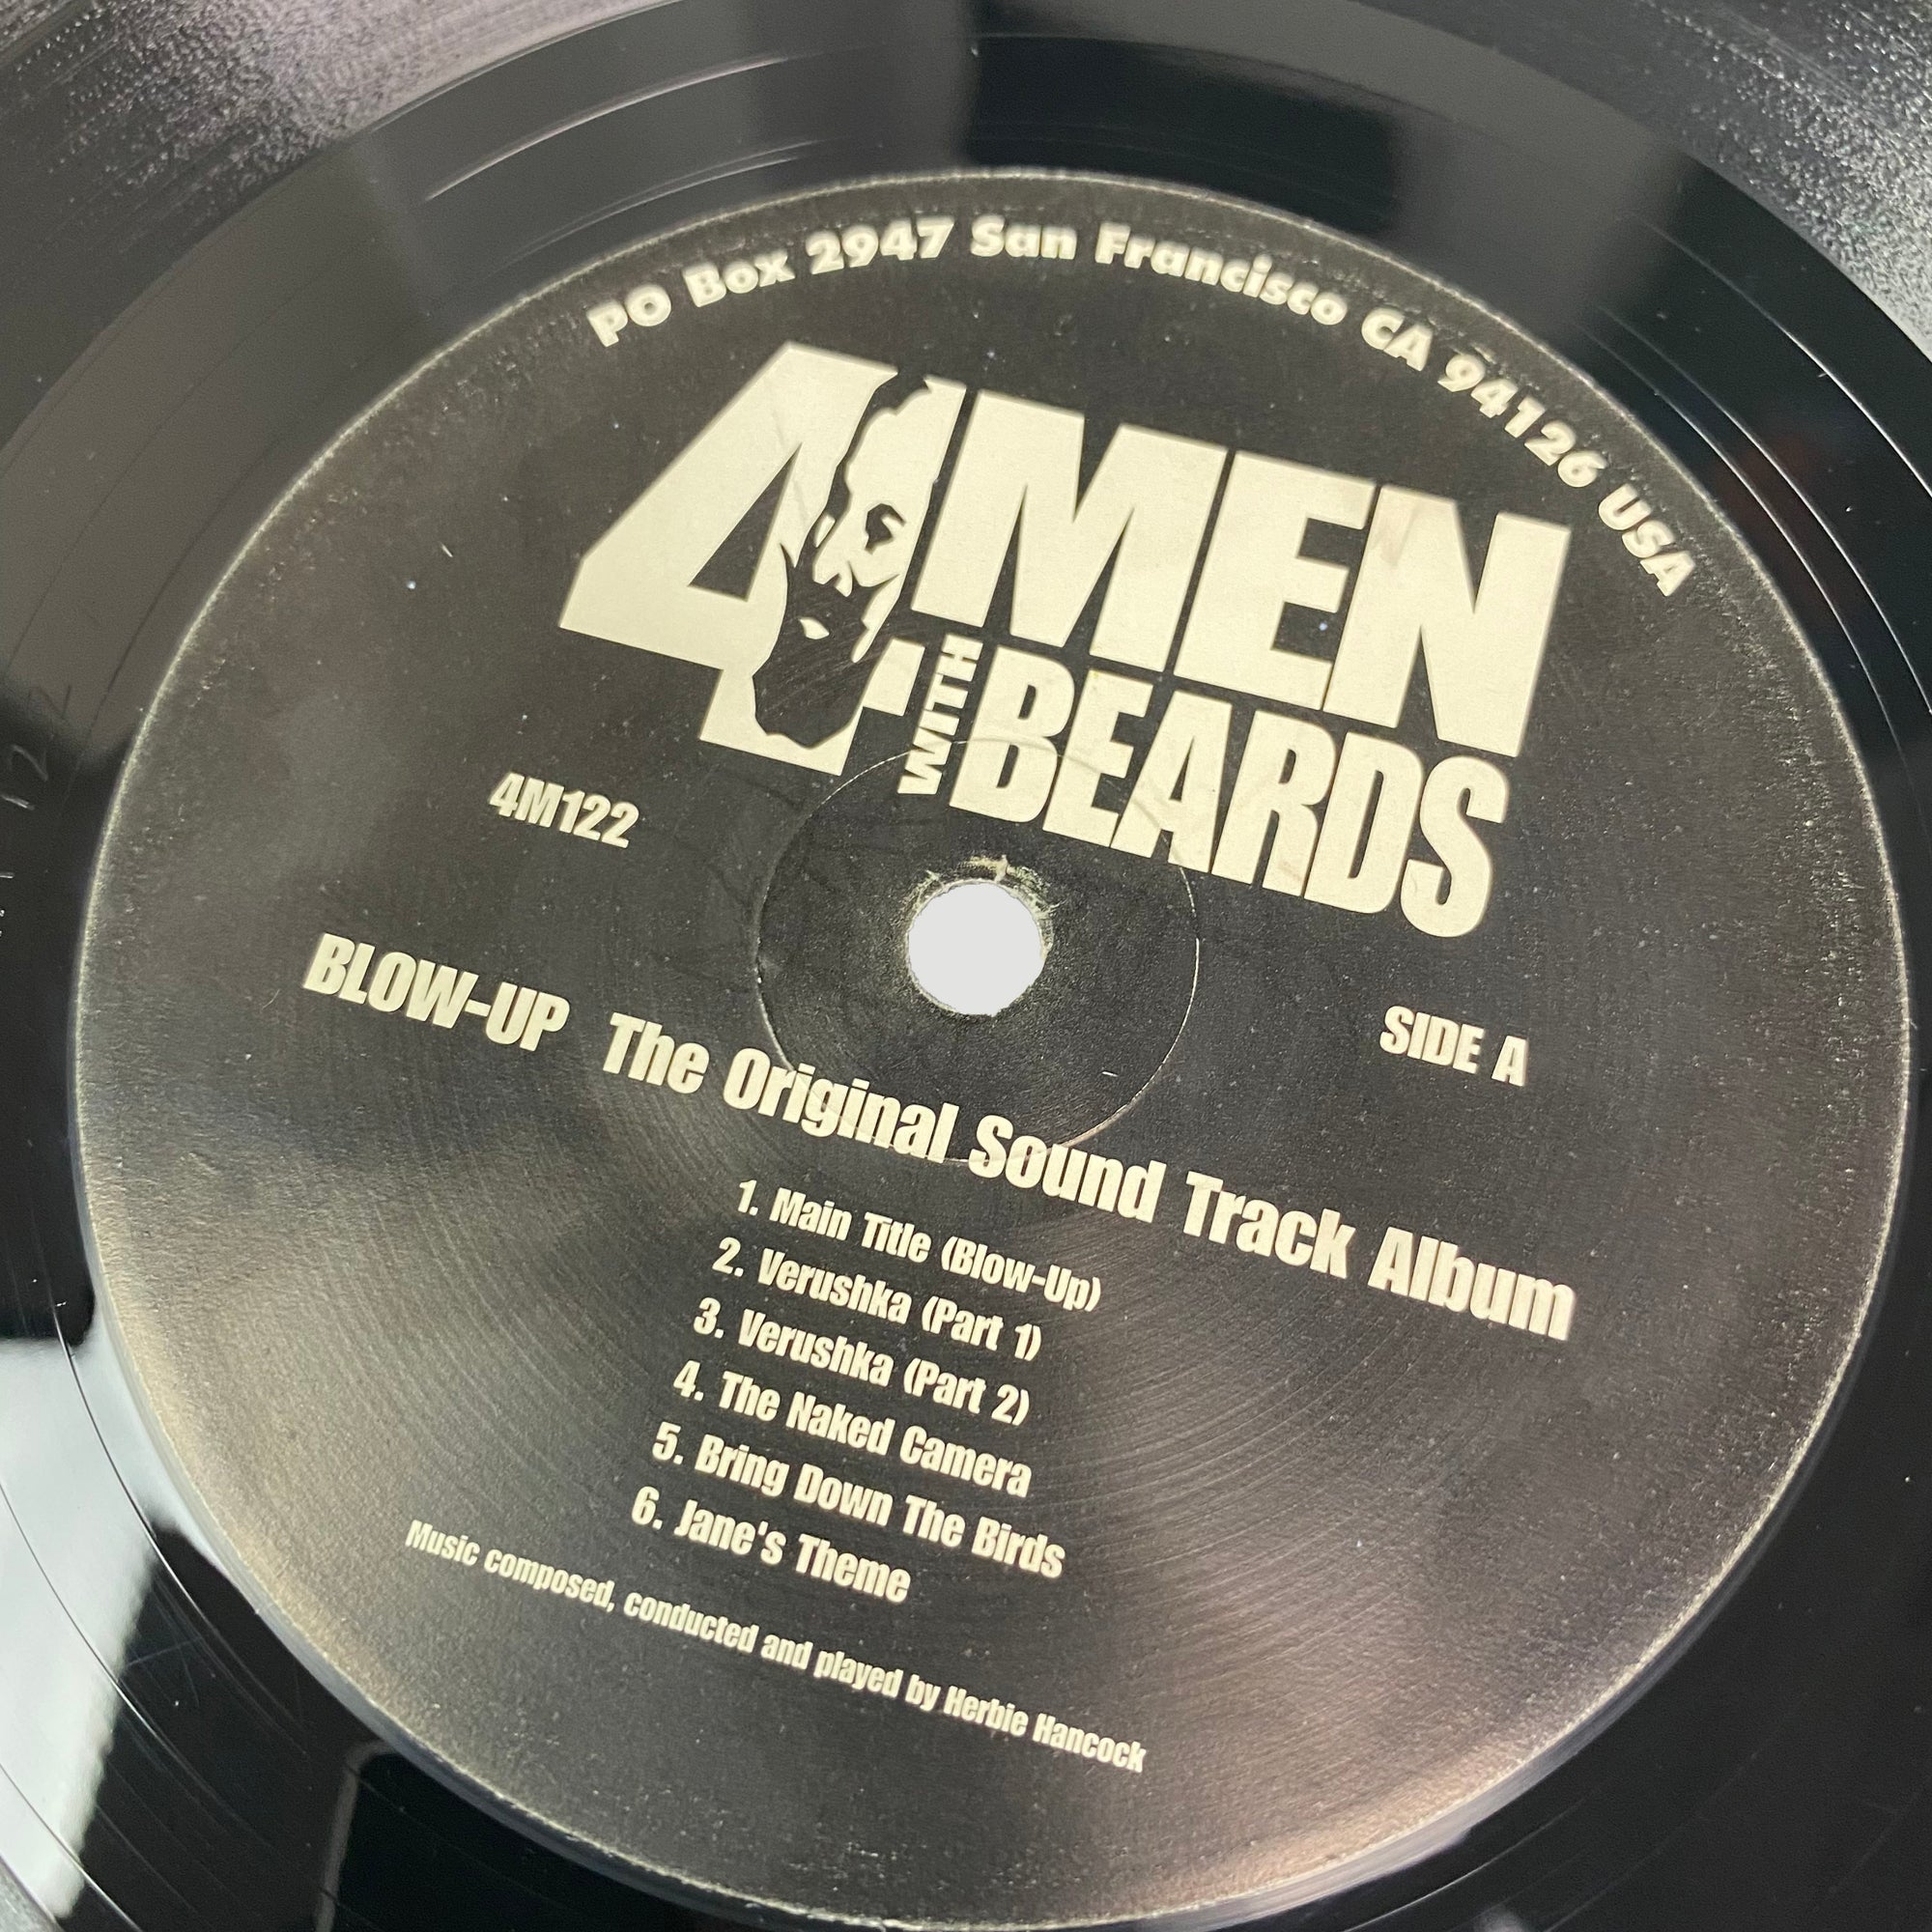 PO Box 2947 San Francisco CA 94126 USA
4 MEN
WITH BEARDS
4M122
SIDE A
BLOW-UP The Original Sound Track Album
1. Main Title (Blow-Up)
2. Verushka (Part 1)
3. Verushka (Part 2)
4. The Naked Camera
5. Bring Down The Birds
6. Jane's Theme
Music composed, conducted and played by Herbie Hancock